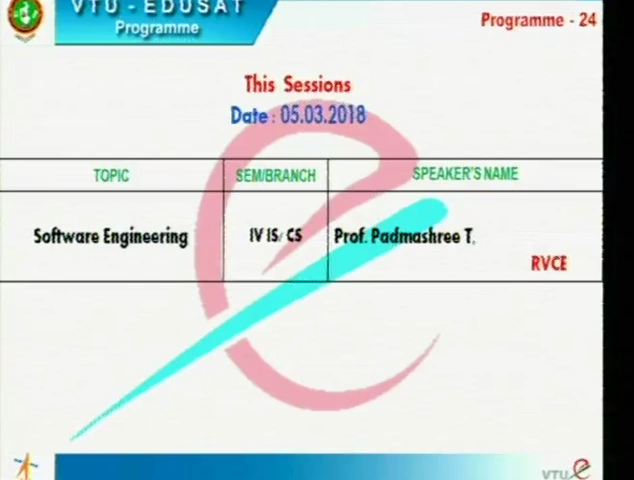 VTU - EDUSAT
Programme
Programme - 24
This Sessions
Date : 05.03.2018
TOPIC SEM/BRANCH SPEAKER'S NAME
Software Engineering IV IS/ CS Prof. Padmashree T,
RVCE
VTU e